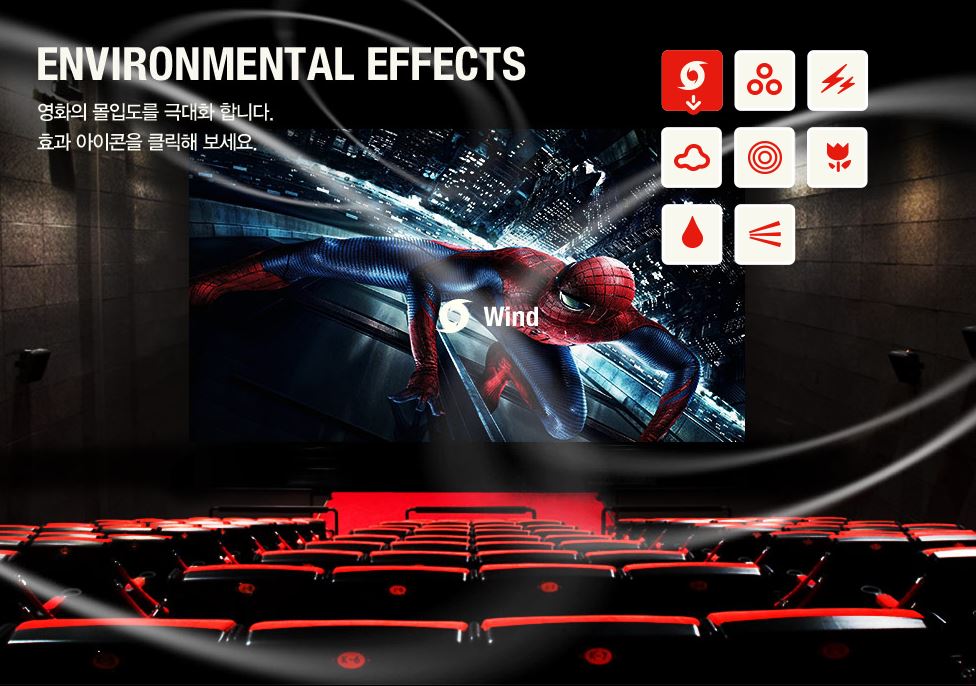 ENVIRONMENTAL EFFECTS
영화의 몰입도를 극대화 합니다.
효과 아이콘을 클릭해 보세요.
Wind